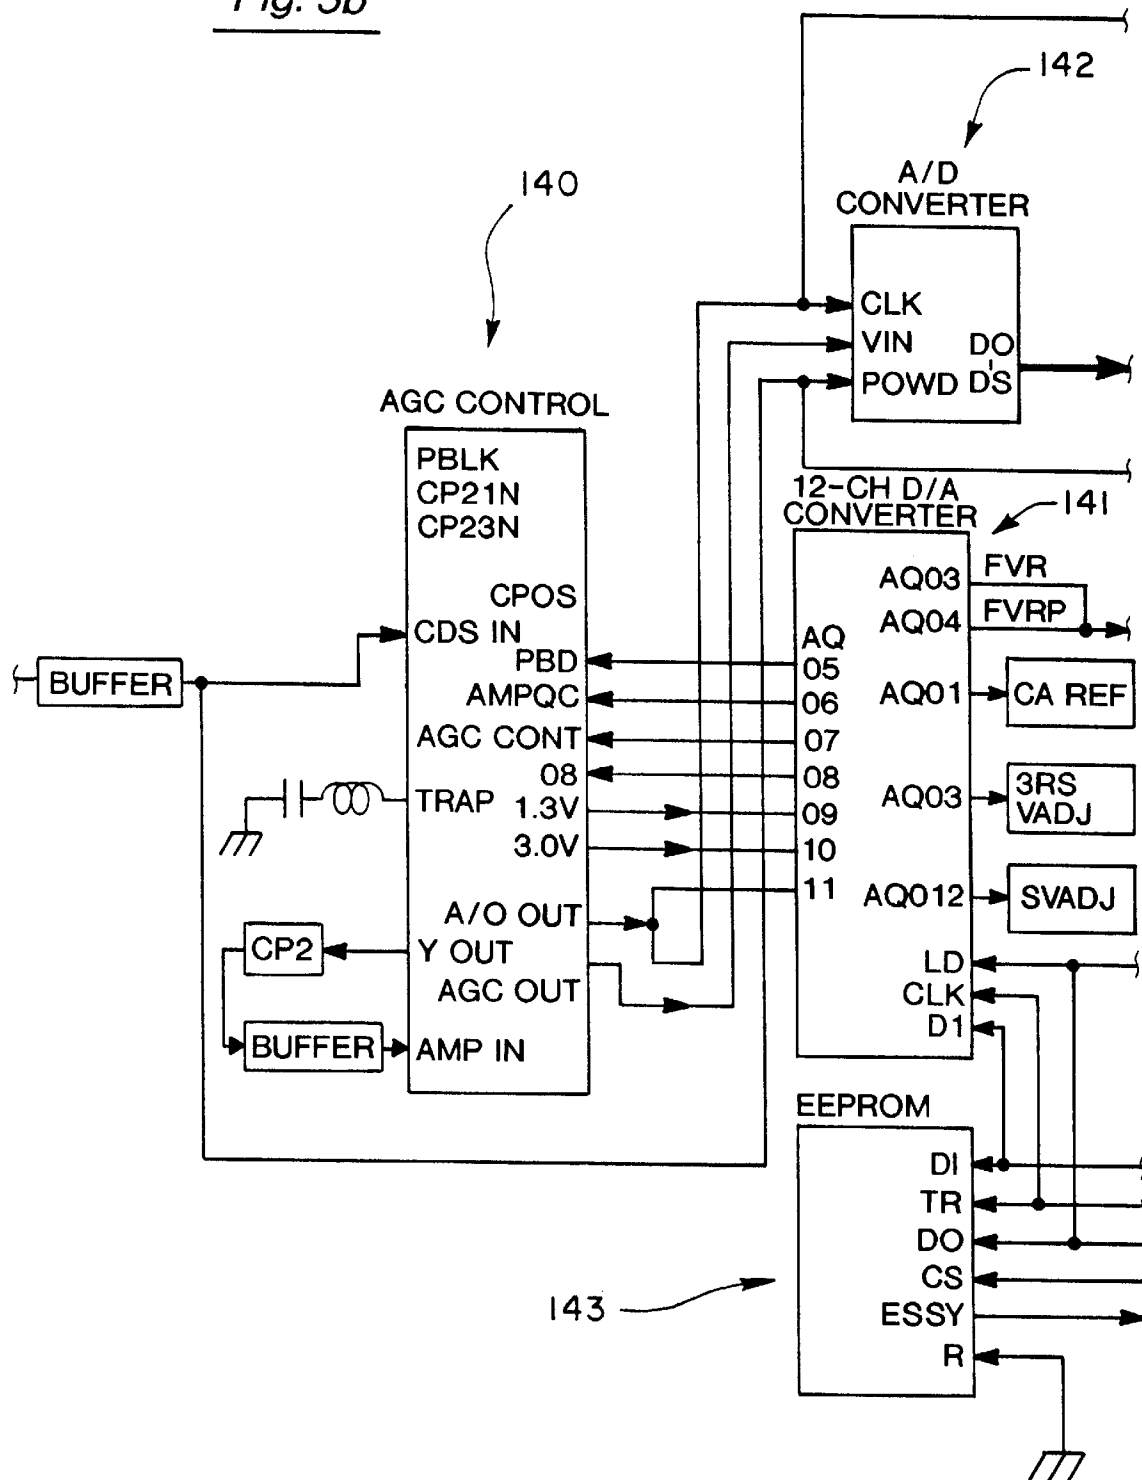 Fig. 3b
142
A/D
CONVERTER
140
CLK
VIN
DO
POWD
D'S
AGC CONTROL
PBLK
CP21N
CP23N
CPOS
CDS IN
PBD
AMPQC
AGC CONT
08
TRAP
1.3V
3.0V
A/O OUT
Y OUT
AGC OUT
AMP IN
BUFFER
CP2
BUFFER
12-CH D/A
CONVERTER
141
AQ03
FVR
AQ04
FVRP
AQ
05
06
07
08
09
10
11
AQ01
CA REF
AQ03
3RS
VADJ
AQ012
SVADJ
LD
CLK
D1
EEPROM
DI
TR
DO
CS
ESSY
R
143